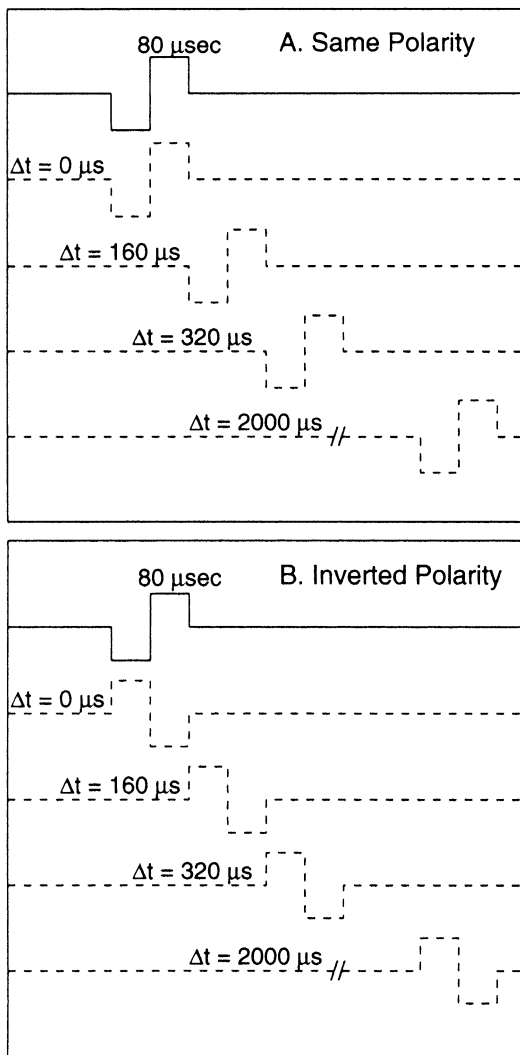 80 μsec
A. Same Polarity
Δt = 0 μs
Δt = 160 μs
Δt = 320 μs
Δt = 2000 μs
80 μsec
B. Inverted Polarity
Δt = 0 μs
Δt = 160 μs
Δt = 320 μs
Δt = 2000 μs